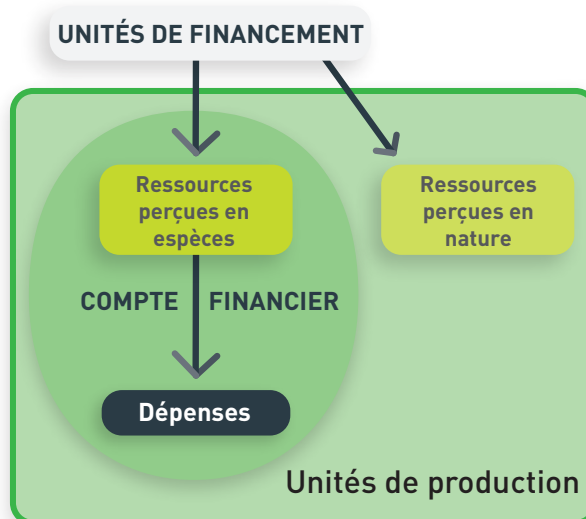 UNITÉS DE FINANCEMENT
Ressources
perçues en
espèces
Ressources
perçues en
nature
COMPTE FINANCIER
Dépenses
Unités de production